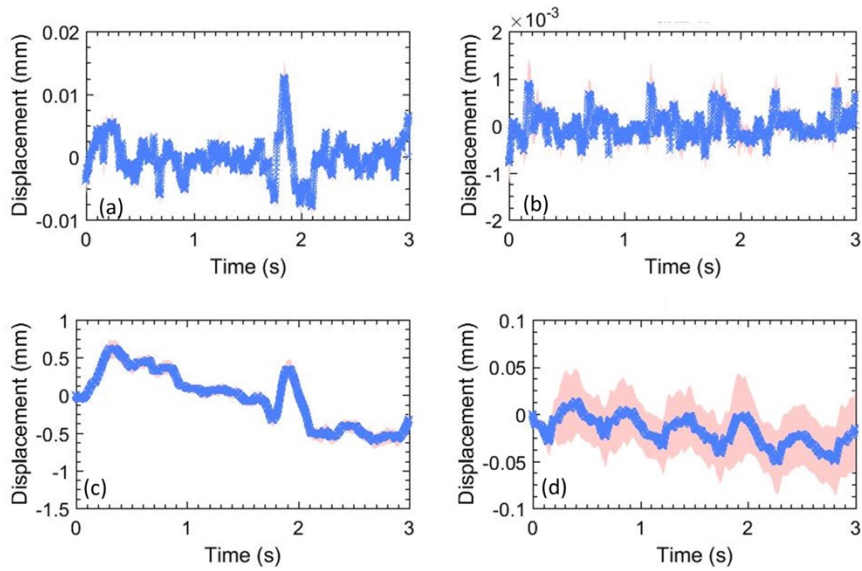 0.02
0.01
0
-0.01
Displacement (mm)
(a)
0 1 2 3
Time (s)
×10-3
2
1
0
-1
-2
Displacement (mm)
(b)
0 1 2 3
Time (s)
1
0.5
0
-0.5
-1
-1.5
Displacement (mm)
(c)
0 1 2 3
Time (s)
0.1
0.05
0
-0.05
-0.1
Displacement (mm)
(d)
0 1 2 3
Time (s)